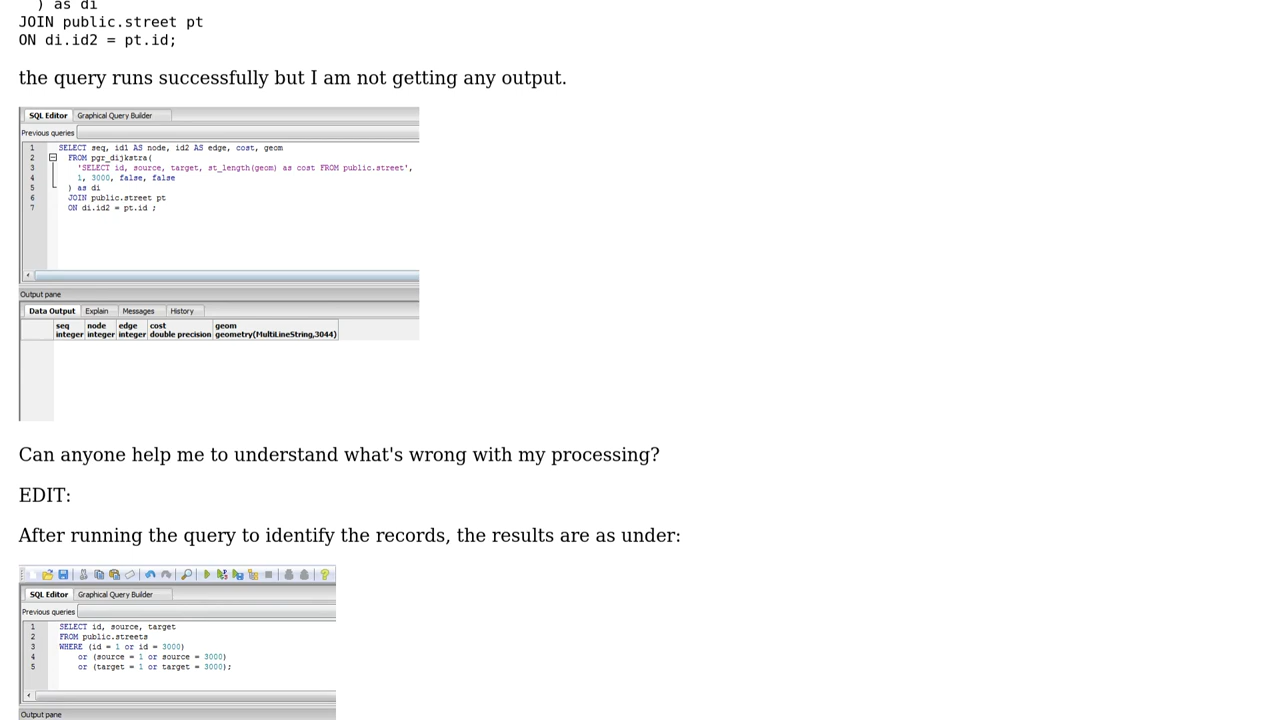 ) as di
JOIN public.street pt
ON di.id2 = pt.id;
the query runs successfully but I am not getting any output.
SQL Editor Graphical Query Builder
Previous queries
1 SELECT seq, id1 AS node, id2 AS edge, cost, geom
2 FROM pgr_dijkstra(
3 'SELECT id, source, target, st_length(geom) as cost FROM public.street',
4 1, 3000, false, false
5 ) as di
6 JOIN public.street pt
7 ON di.id2 = pt.id ;
Output pane
Data Output Explain Messages History
seq node edge cost geom
integer integer integer double precision geometry(MultiLineString,3044)
Can anyone help me to understand what's wrong with my processing?
EDIT:
After running the query to identify the records, the results are as under:
SQL Editor Graphical Query Builder
Previous queries
1 SELECT id, source, target
2 FROM public.streets
3 WHERE (id = 1 or id = 3000)
4 or (source = 1 or source = 3000)
5 or (target = 1 or target = 3000);
Output pane